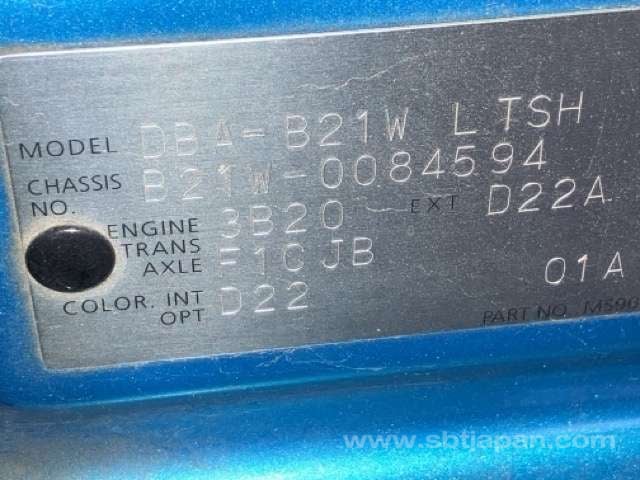 MODEL DBA-B21W LTSH
CHASSIS NO. B21W-0084594
ENGINE 3B20 EXT D22A
TRANS AXLE F1CJB
COLOR. INT OPT D22 01A
PART NO.
www.sbtjapan.com